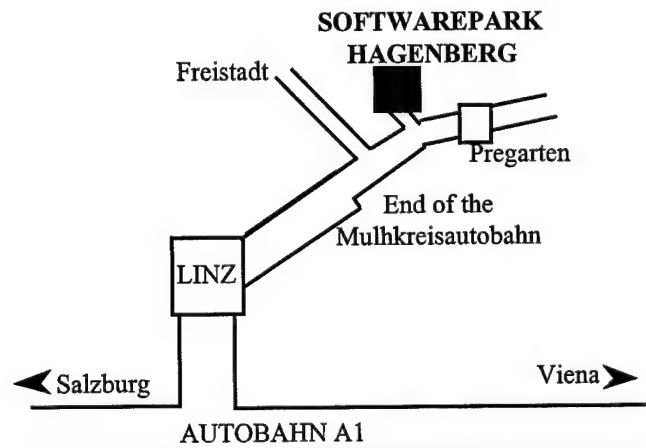 SOFTWAREPARK
HAGENBERG
Freistadt
Pregarten
End of the
Mulhkreisautobahn
LINZ
Salzburg
Viena
AUTOBAHN A1